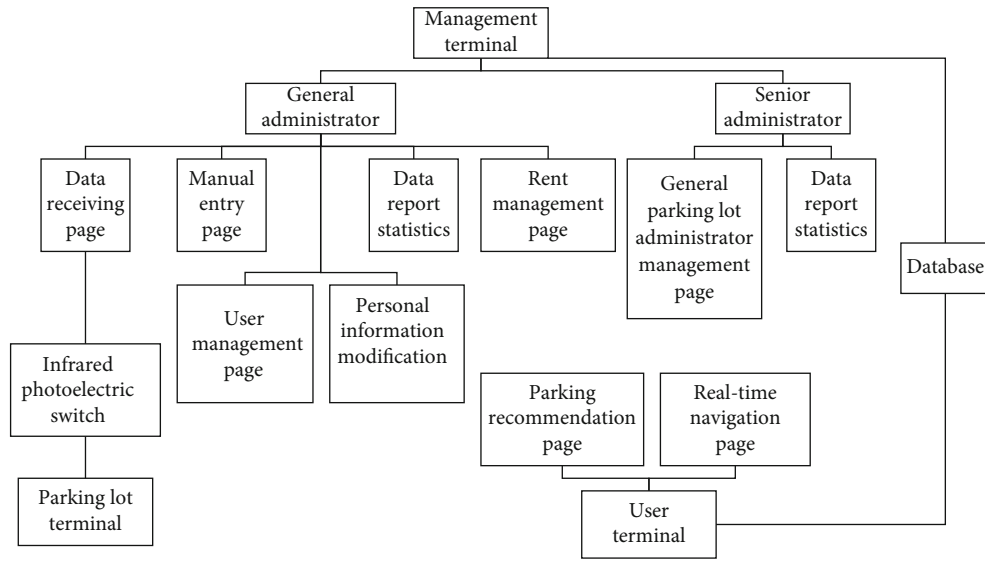 Management
terminal
General
administrator
Senior
administrator
Data
receiving
page
Manual
entry
page
Data
report
statistics
Rent
management
page
General
parking lot
administrator
management
page
Data
report
statistics
Database
User
management
page
Personal
information
modification
Infrared
photoelectric
switch
Parking
recommendation
page
Real-time
navigation
page
Parking lot
terminal
User
terminal